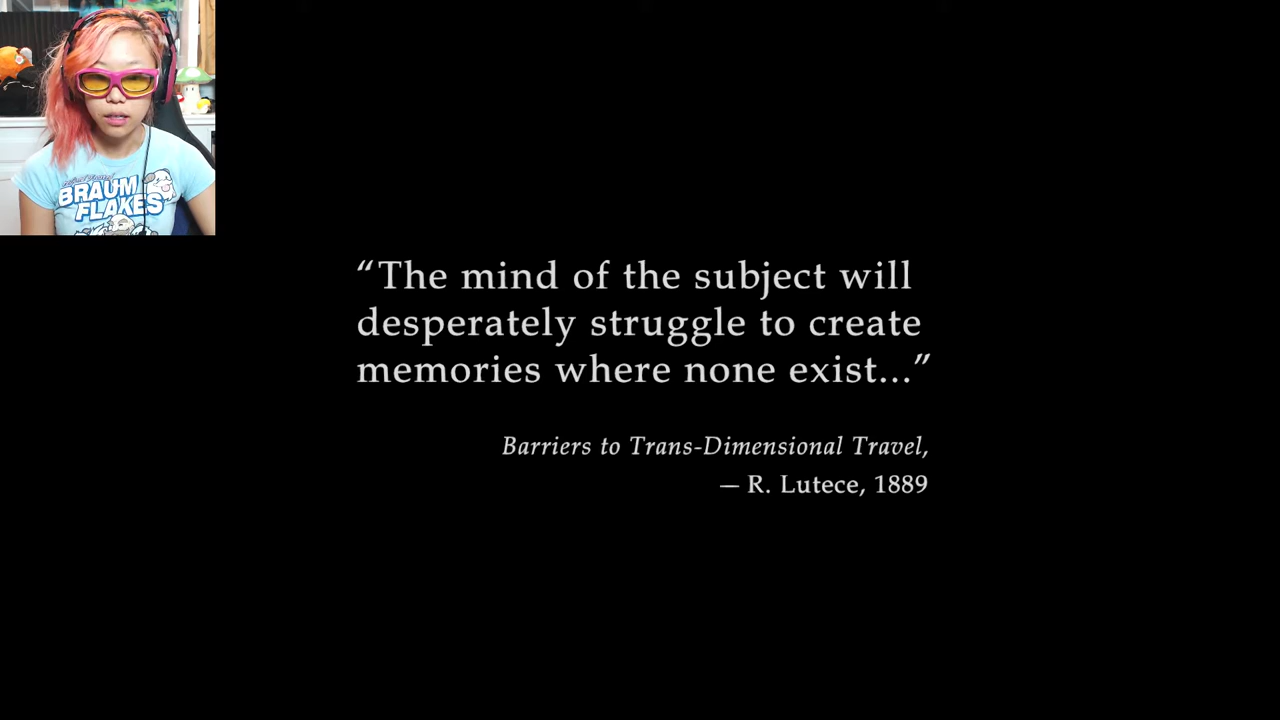 BRAUM
FLAKES
“The mind of the subject will
desperately struggle to create
memories where none exist...”
Barriers to Trans-Dimensional Travel,
— R. Lutece, 1889